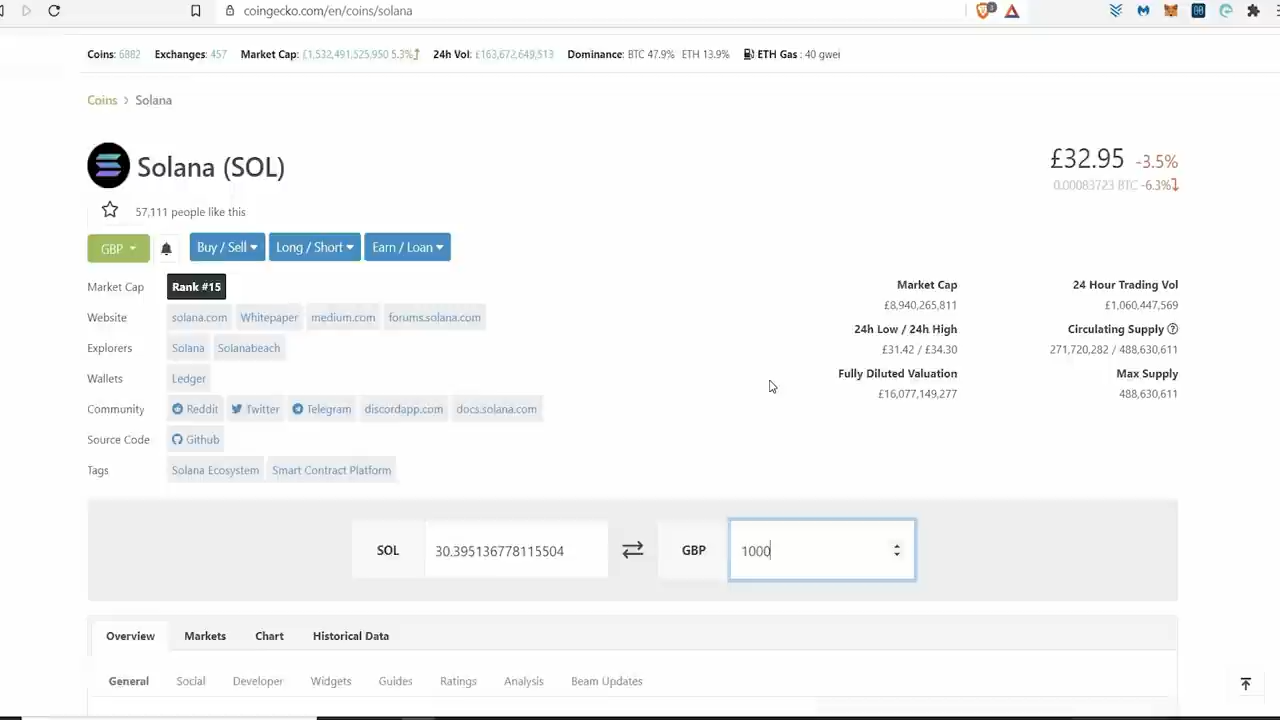 coingecko.com/en/coins/solana
Coins: 6882 Exchanges: 457 Market Cap: £1,532,491,525,950 5.3% 24h Vol: £163,672,649,513 Dominance: BTC 47.9% ETH 13.9% ETH Gas: 40 gwei
Coins > Solana
Solana (SOL)
£32.95 -3.5%
0.00083723 BTC -6.3%
57,111 people like this
GBP Buy / Sell Long / Short Earn / Loan
Market Cap Rank #15
Website solana.com Whitepaper medium.com forums.solana.com
Explorers Solana Solanabeach
Wallets Ledger
Community Reddit Twitter Telegram discordapp.com docs.solana.com
Source Code Github
Tags Solana Ecosystem Smart Contract Platform
Market Cap 24 Hour Trading Vol
£8,940,265,811 £1,060,447,569
24h Low / 24h High Circulating Supply
£31.42 / £34.30 271,720,282 / 488,630,611
Fully Diluted Valuation Max Supply
£16,077,149,277 488,630,611
SOL 30.395136778115504 GBP 1000
Overview Markets Chart Historical Data
General Social Developer Widgets Guides Ratings Analysis Beam Updates